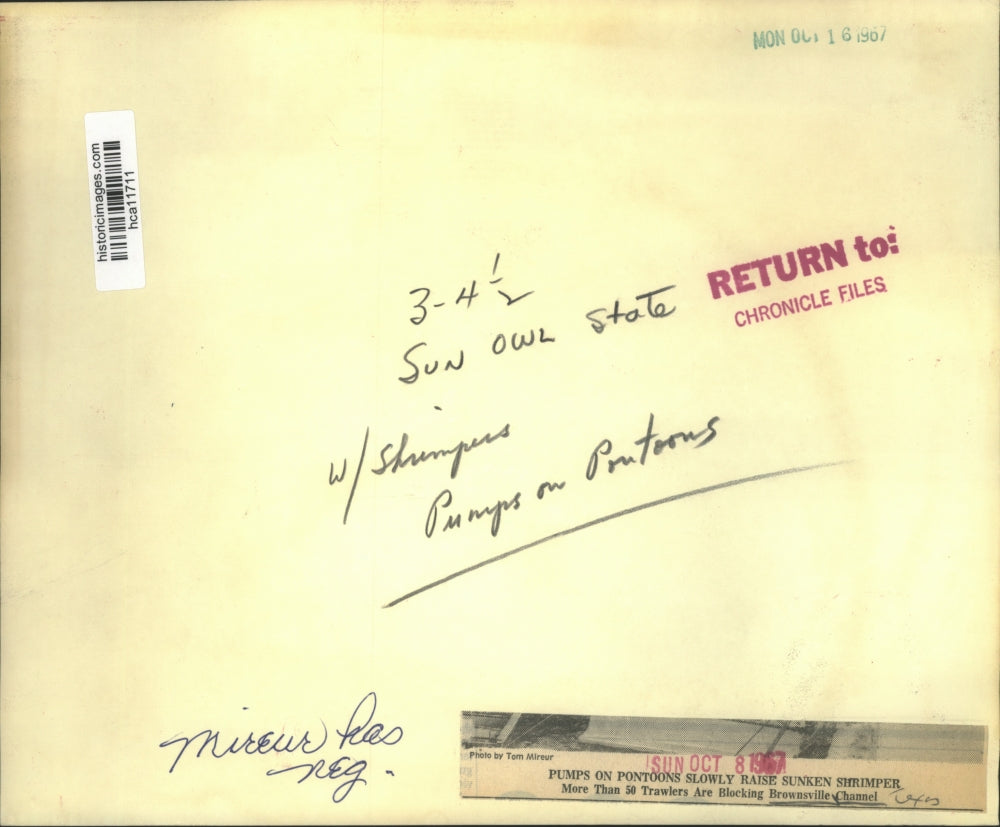 MON OCT 16 1967
historicimages.com
hca11711
RETURN to:
CHRONICLE FILES
3-4 1/2
SUN OWL State
w/ Shrimpers
Pumps on Pontoons
Mireur has
neg.
Photo by Tom Mireur
SUN OCT 8 1967
PUMPS ON PONTOONS SLOWLY RAISE SUNKEN SHRIMPER
More Than 50 Trawlers Are Blocking Brownsville Channel Texas